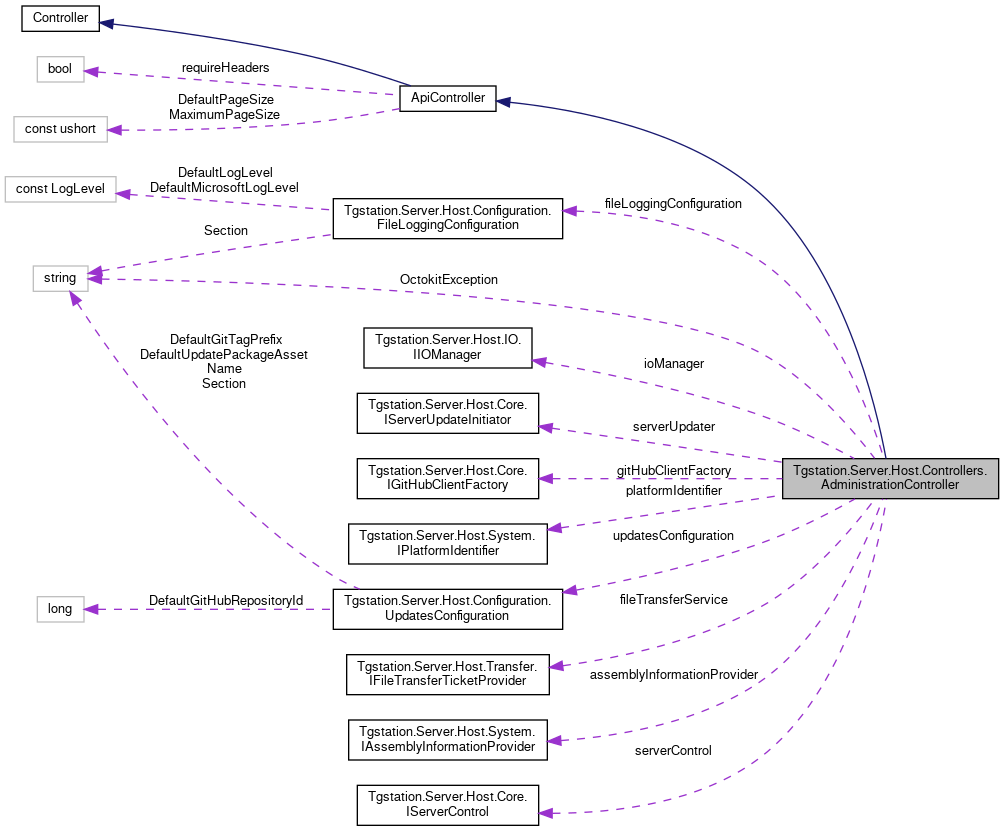 Controller
bool
requireHeaders
ApiController
DefaultPageSize
MaximumPageSize
const ushort
DefaultLogLevel
DefaultMicrosoftLogLevel
const LogLevel
Tgstation.Server.Host.Configuration.
FileLoggingConfiguration
fileLoggingConfiguration
Section
string
OctokitException
DefaultGitTagPrefix
DefaultUpdatePackageAsset
Name
Section
Tgstation.Server.Host.IO.
IIOManager
ioManager
Tgstation.Server.Host.Core.
IServerUpdateInitiator
serverUpdater
Tgstation.Server.Host.Core.
IGitHubClientFactory
gitHubClientFactory
Tgstation.Server.Host.Controllers.
AdministrationController
platformIdentifier
Tgstation.Server.Host.System.
IPlatformIdentifier
updatesConfiguration
long
DefaultGitHubRepositoryId
Tgstation.Server.Host.Configuration.
UpdatesConfiguration
fileTransferService
Tgstation.Server.Host.Transfer.
IFileTransferTicketProvider
assemblyInformationProvider
Tgstation.Server.Host.System.
IAssemblyInformationProvider
serverControl
Tgstation.Server.Host.Core.
IServerControl